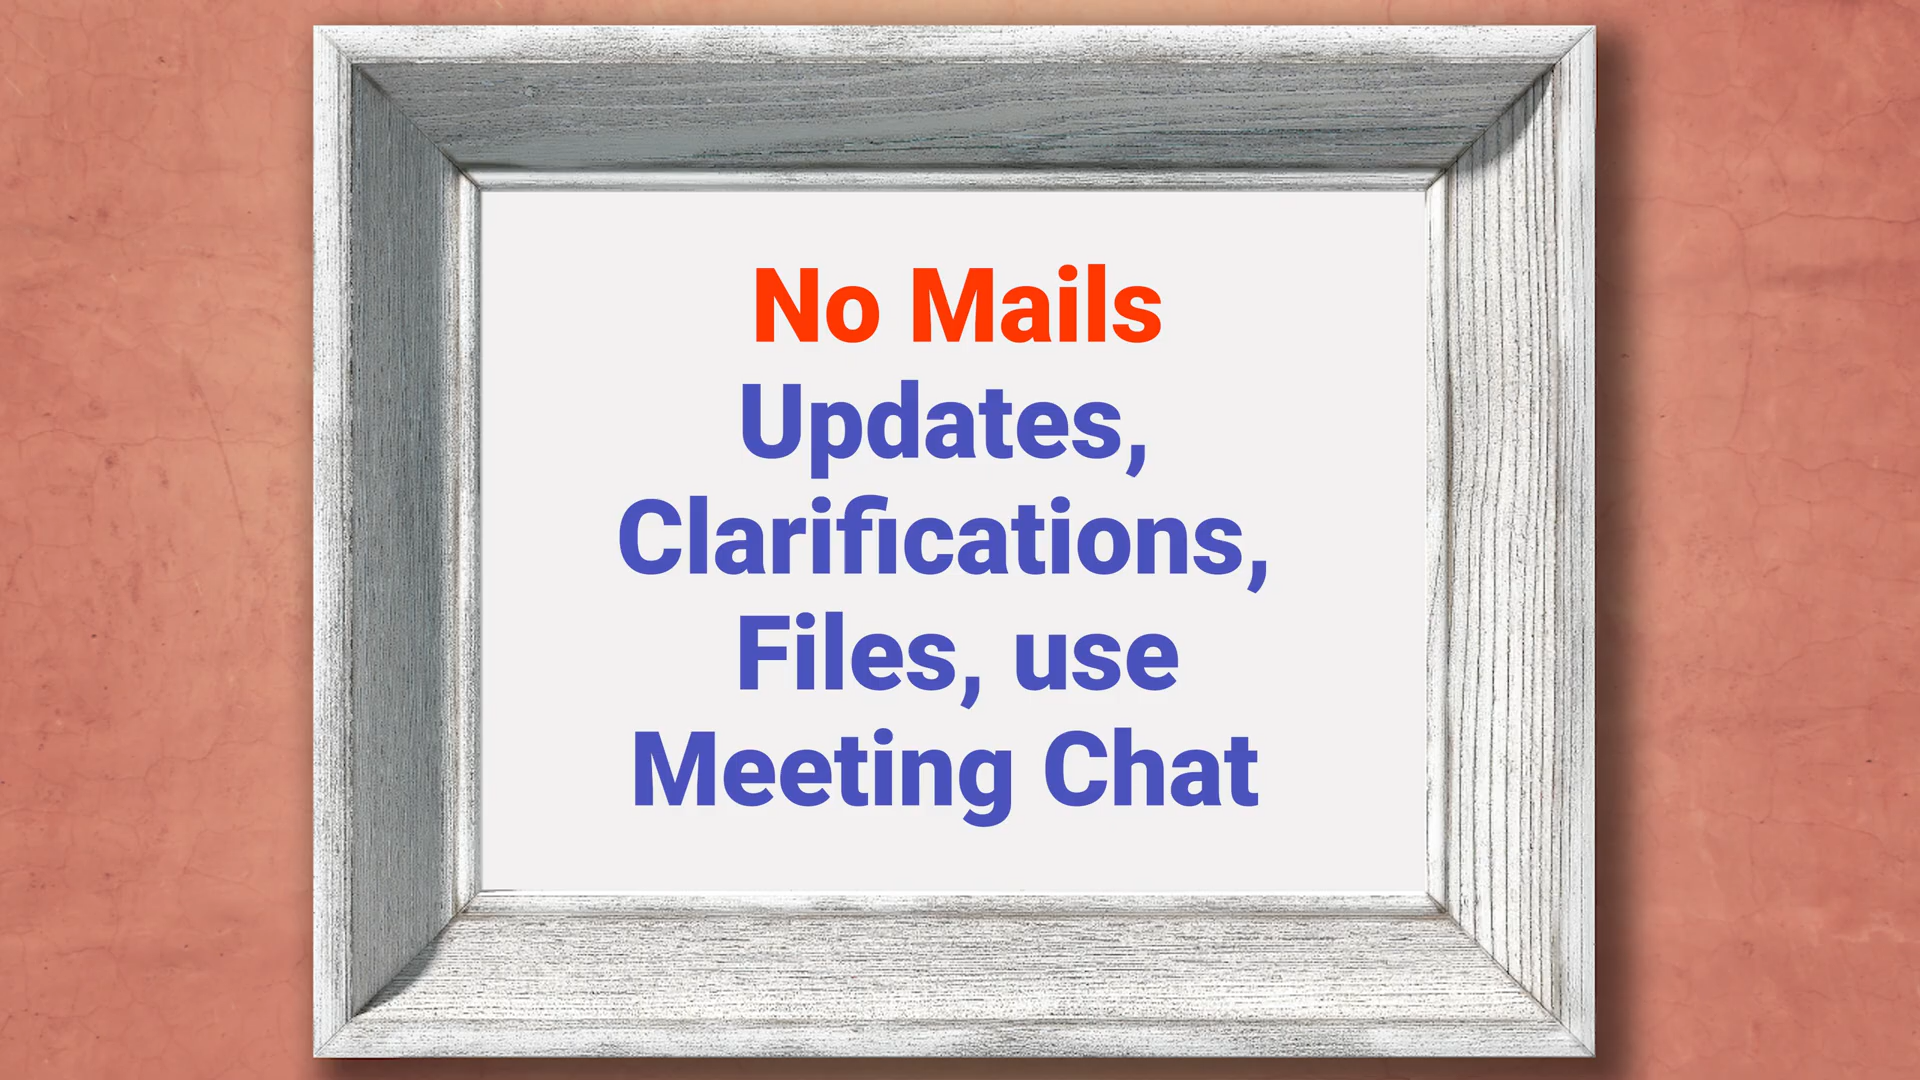 No Mails
Updates,
Clarifications,
Files, use
Meeting Chat